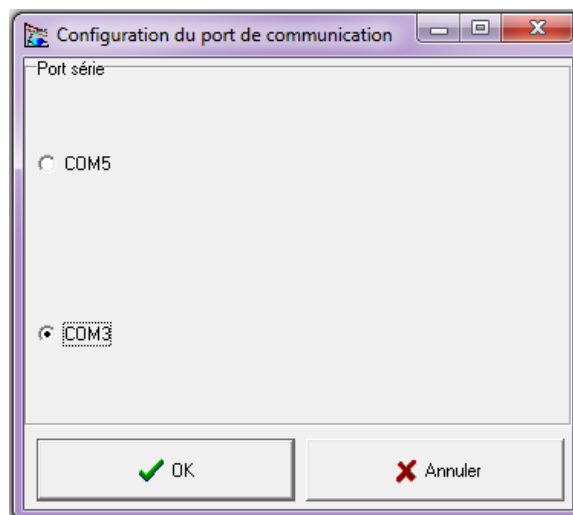 Configuration du port de communication
Port série
COM5
COM3
OK
Annuler